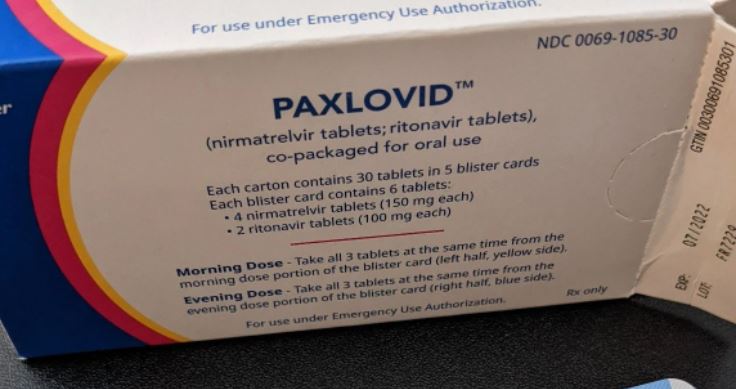 For use under Emergency Use Authorization.
NDC 0069-1085-30
PAXLOVID™
(nirmatrelvir tablets; ritonavir tablets),
co-packaged for oral use
Each carton contains 30 tablets in 5 blister cards
Each blister card contains 6 tablets:
• 4 nirmatrelvir tablets (150 mg each)
• 2 ritonavir tablets (100 mg each)
Morning Dose - Take all 3 tablets at the same time from the
morning dose portion of the blister card (left half, yellow side).
Evening Dose - Take all 3 tablets at the same time from the
evening dose portion of the blister card (right half, blue side).
For use under Emergency Use Authorization.
Rx only
GTIN 00300691085301
EXP: 07/2022
LOT: